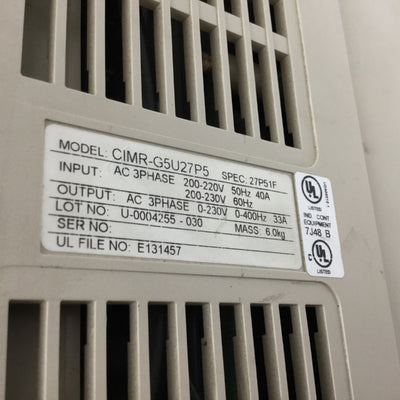 MODEL: CIMR-G5U27P5 SPEC: 27P51F
INPUT: AC 3PHASE 200-220V 50Hz 40A
200-230V 60Hz
OUTPUT: AC 3PHASE 0-230V 0-400Hz 33A
LOT NO: U-0004255-030 MASS: 6.0kg
SER NO:
UL FILE NO: E131457
UL
LISTED
IND. CONT.
EQUIPMENT
7J48 B
UL
LISTED